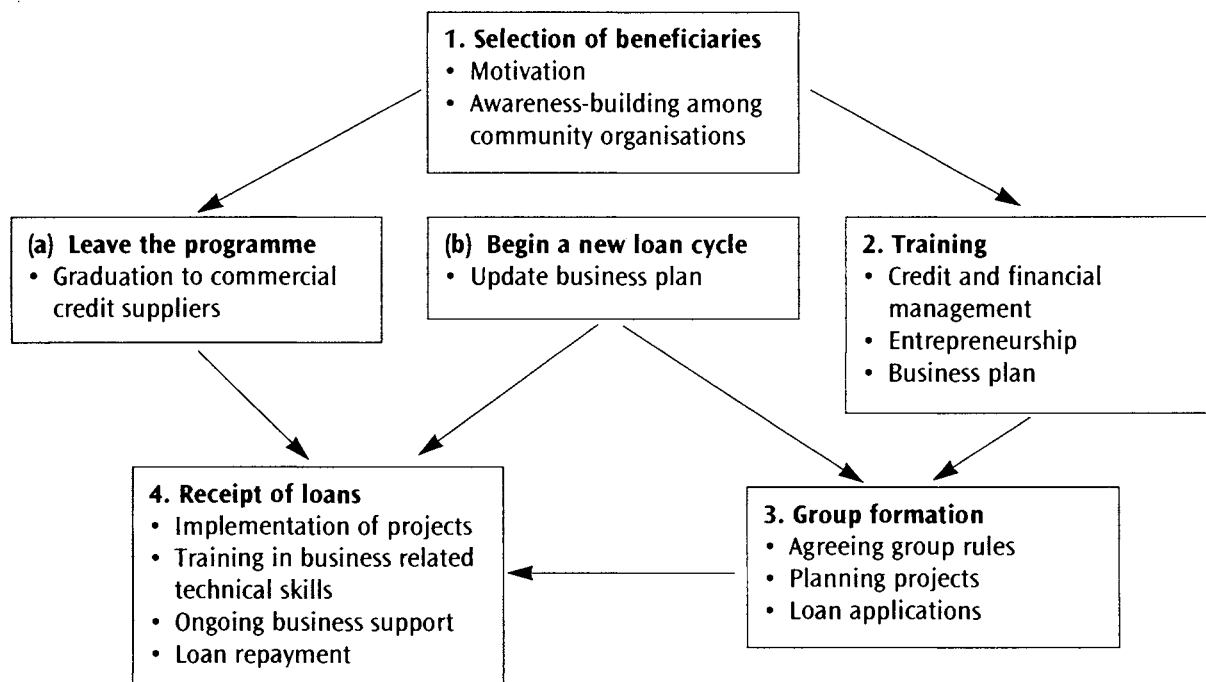 1. Selection of beneficiaries
• Motivation
• Awareness-building among
community organisations
(a) Leave the programme
• Graduation to commercial
credit suppliers
(b) Begin a new loan cycle
• Update business plan
2. Training
• Credit and financial
management
• Entrepreneurship
• Business plan
4. Receipt of loans
• Implementation of projects
• Training in business related
technical skills
• Ongoing business support
• Loan repayment
3. Group formation
• Agreeing group rules
• Planning projects
• Loan applications